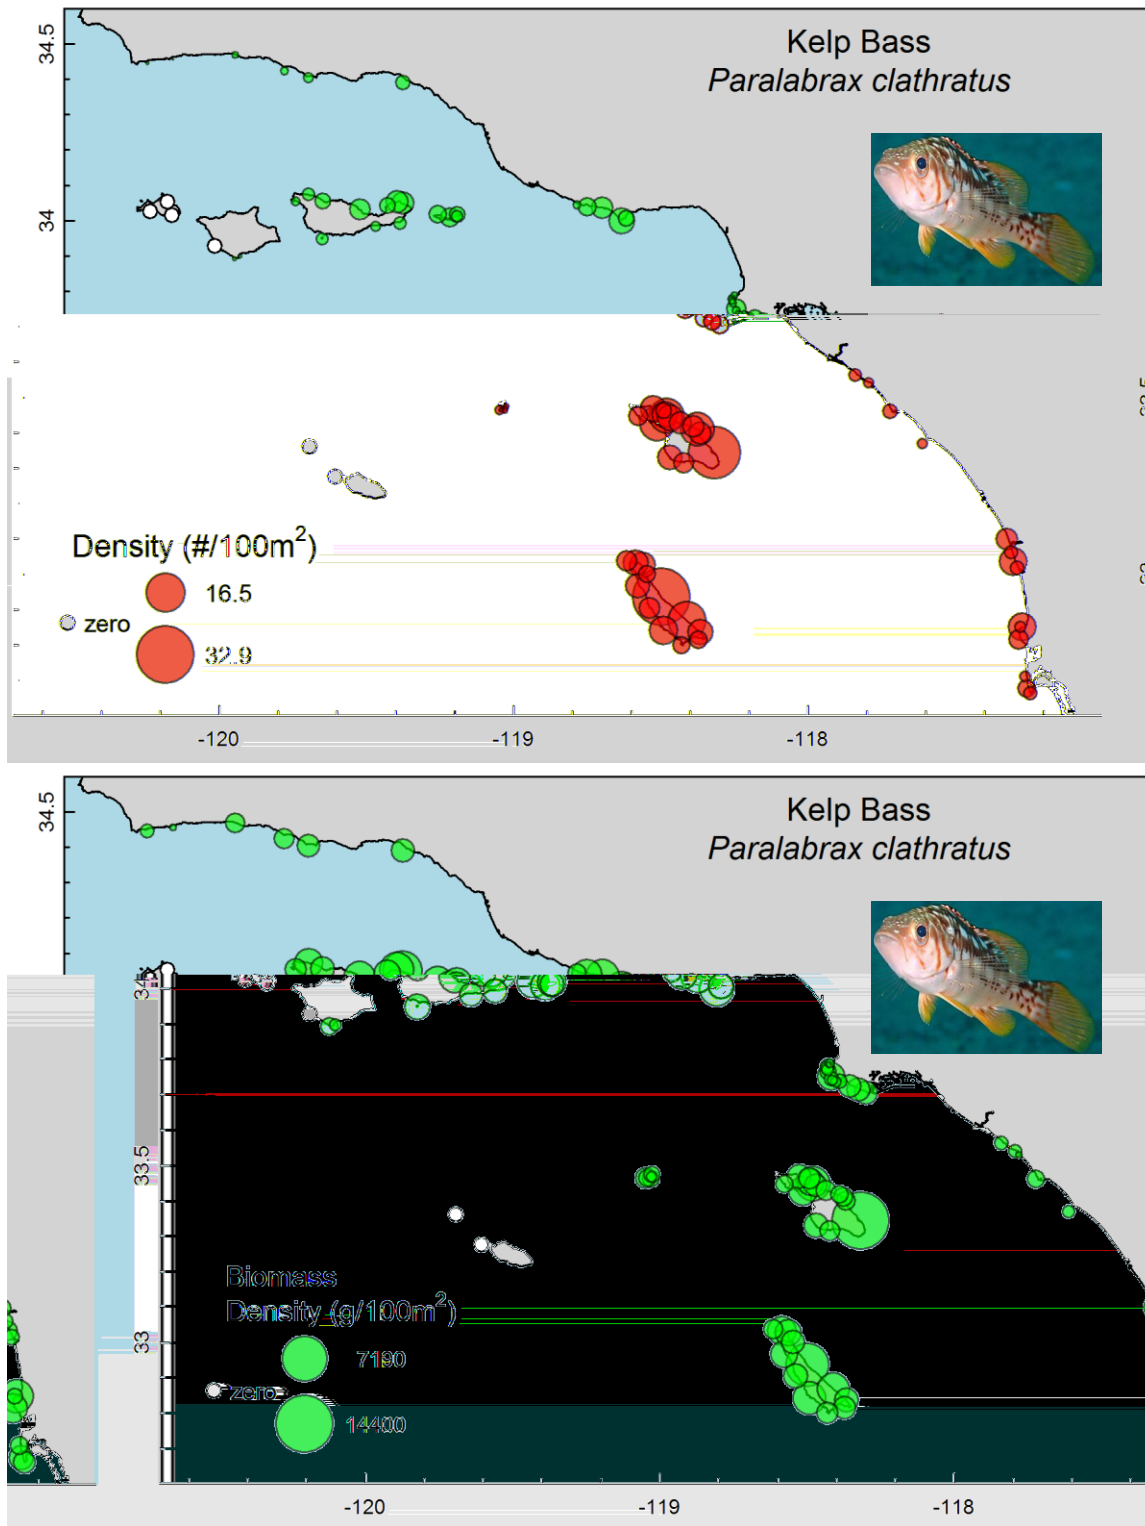 34.5
Kelp Bass
Paralabrax clathratus
34
Density (#/100m²)
16.5
zero
32.9
-120
-119
-118
34.5
Kelp Bass
Paralabrax clathratus
34
33.5
Biomass
Density (g/100m²)
33
7190
zero
14400
-120
-119
-118